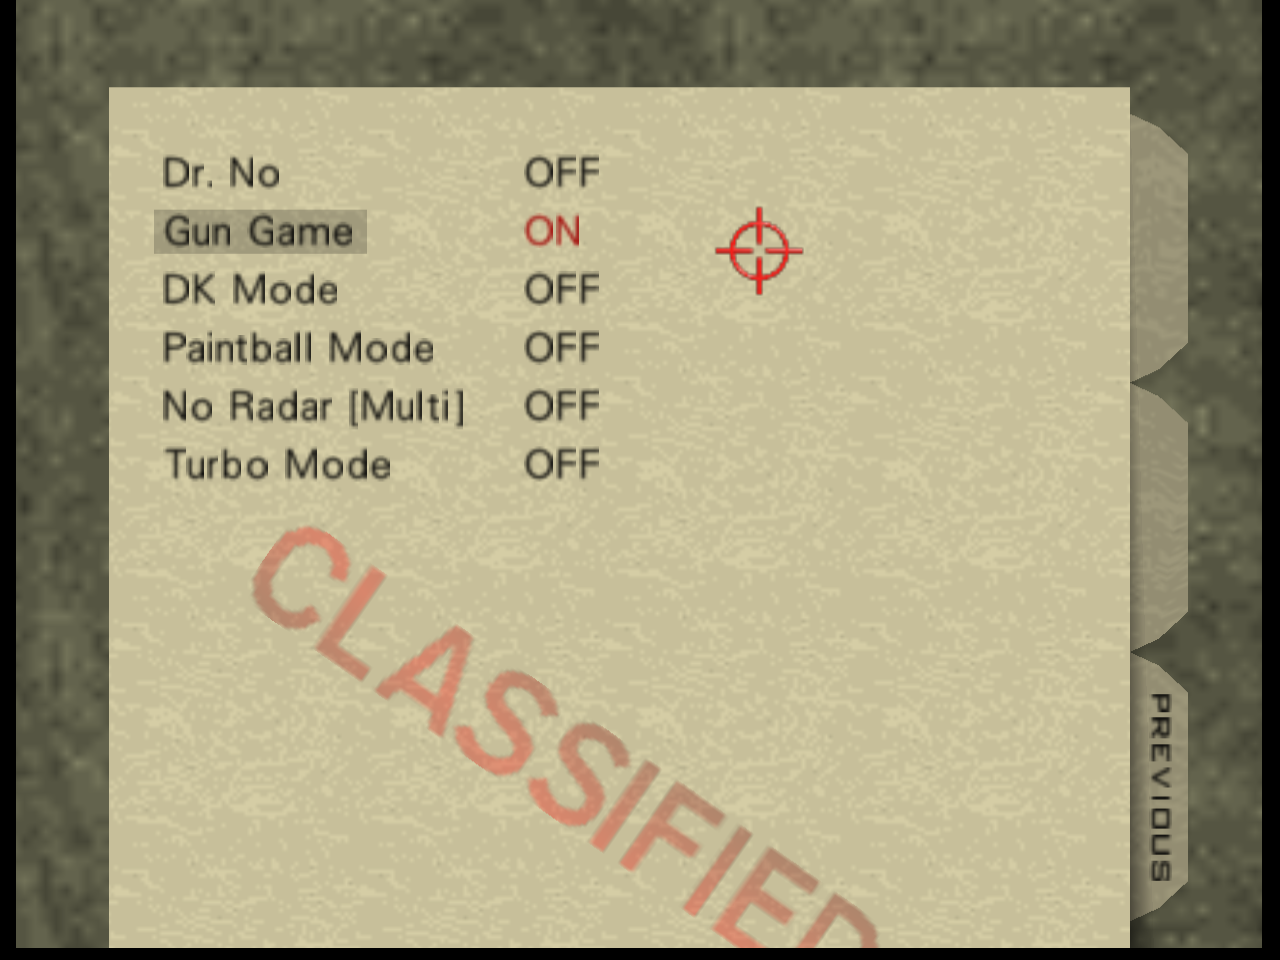 Dr. No OFF
Gun Game ON
DK Mode OFF
Paintball Mode OFF
No Radar [Multi] OFF
Turbo Mode OFF
CLASSIFIED
PREVIOUS